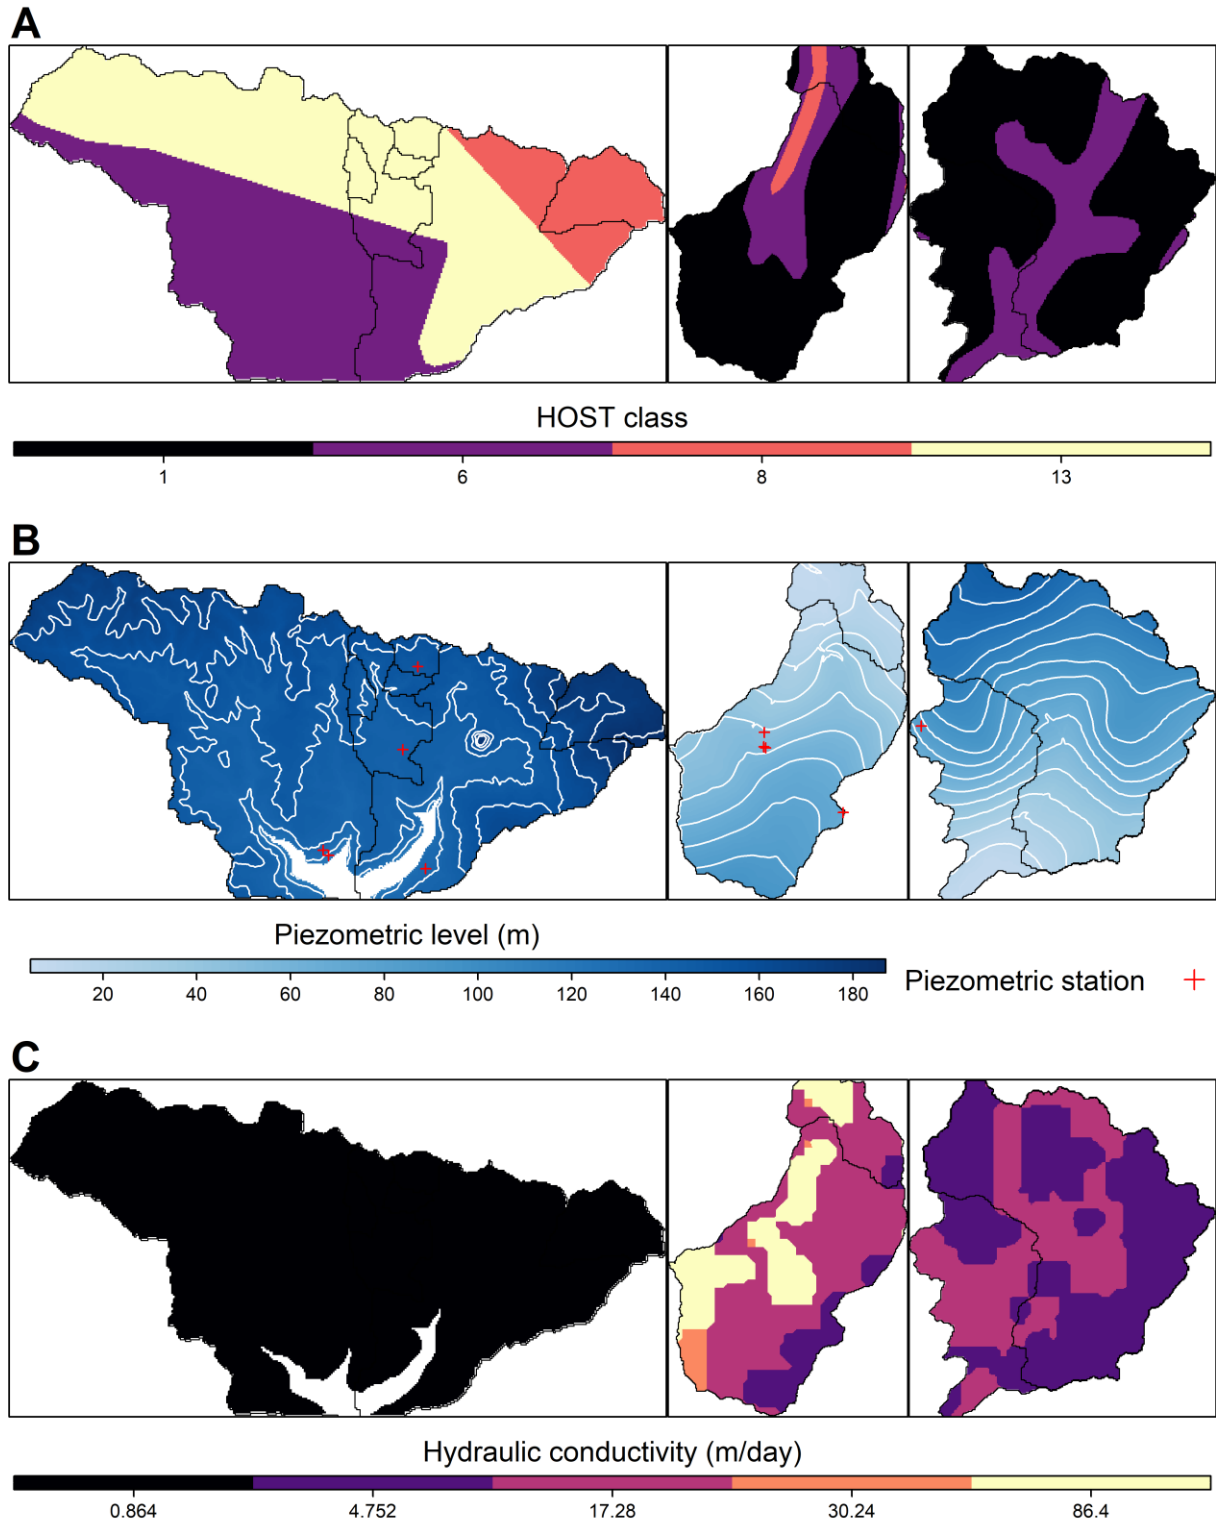 A
HOST class
1 6 8 13
B
Piezometric level (m)
20 40 60 80 100 120 140 160 180
Piezometric station
C
Hydraulic conductivity (m/day)
0.864 4.752 17.28 30.24 86.4